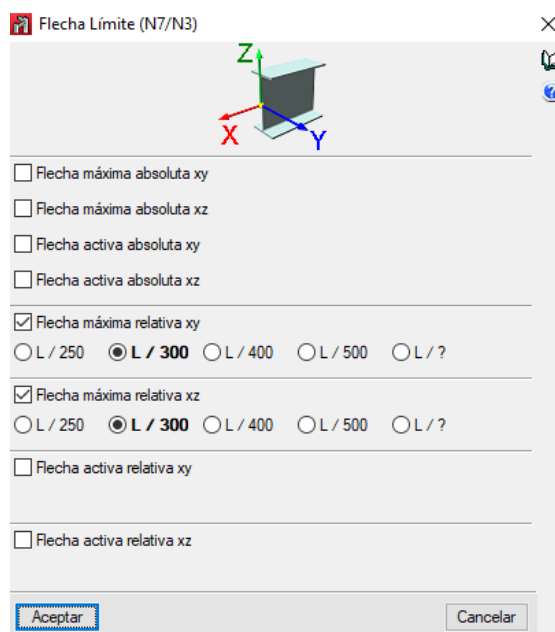 Flecha Límite (N7/N3)
Z
X
Y
Flecha máxima absoluta xy
Flecha máxima absoluta xz
Flecha activa absoluta xy
Flecha activa absoluta xz
Flecha máxima relativa xy
L / 250 L / 300 L / 400 L / 500 L / ?
Flecha máxima relativa xz
L / 250 L / 300 L / 400 L / 500 L / ?
Flecha activa relativa xy
Flecha activa relativa xz
Aceptar Cancelar